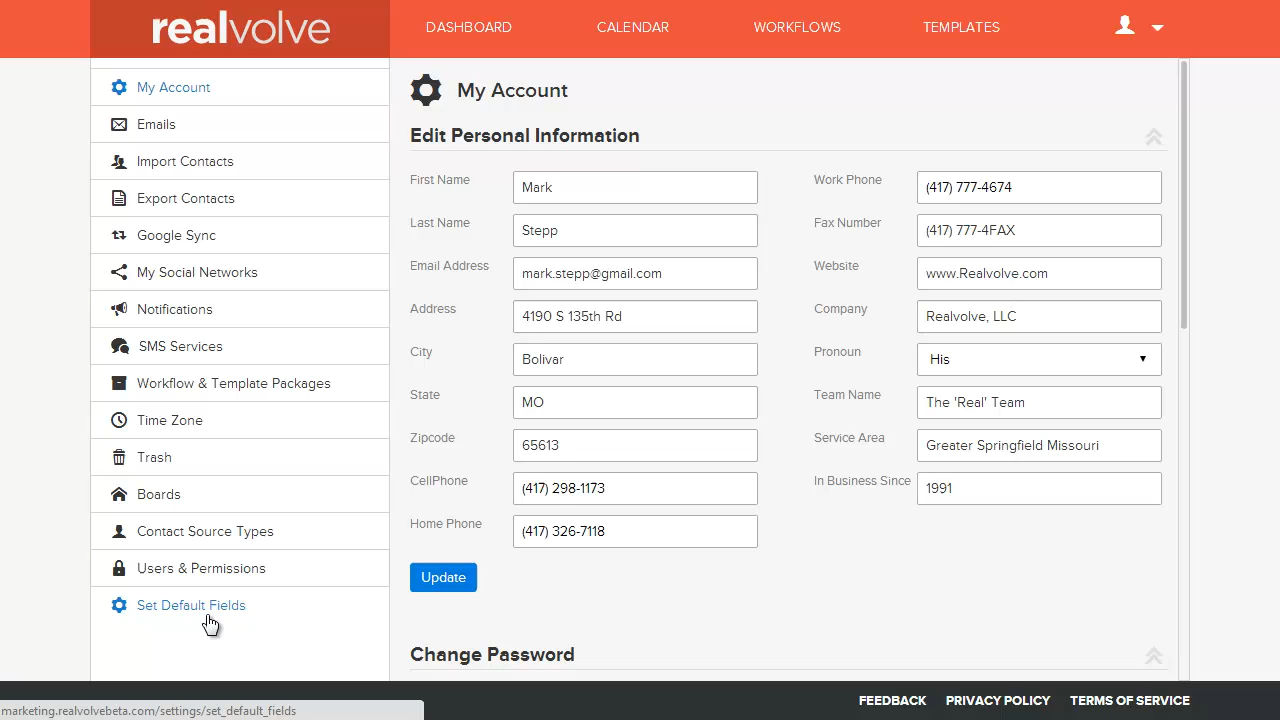 realvolve
DASHBOARD
CALENDAR
WORKFLOWS
TEMPLATES
My Account
Emails
Import Contacts
Export Contacts
Google Sync
My Social Networks
Notifications
SMS Services
Workflow & Template Packages
Time Zone
Trash
Boards
Contact Source Types
Users & Permissions
Set Default Fields
My Account
Edit Personal Information
First Name Mark
Last Name Stepp
Email Address mark.stepp@gmail.com
Address 4190 S 135th Rd
City Bolivar
State MO
Zipcode 65613
CellPhone (417) 298-1173
Home Phone (417) 326-7118
Work Phone (417) 777-4674
Fax Number (417) 777-4FAX
Website www.Realvolve.com
Company Realvolve, LLC
Pronoun His
Team Name The 'Real' Team
Service Area Greater Springfield Missouri
In Business Since 1991
Update
Change Password
FEEDBACK
PRIVACY POLICY
TERMS OF SERVICE
marketing.realvolvebeta.com/settings/set_default_fields